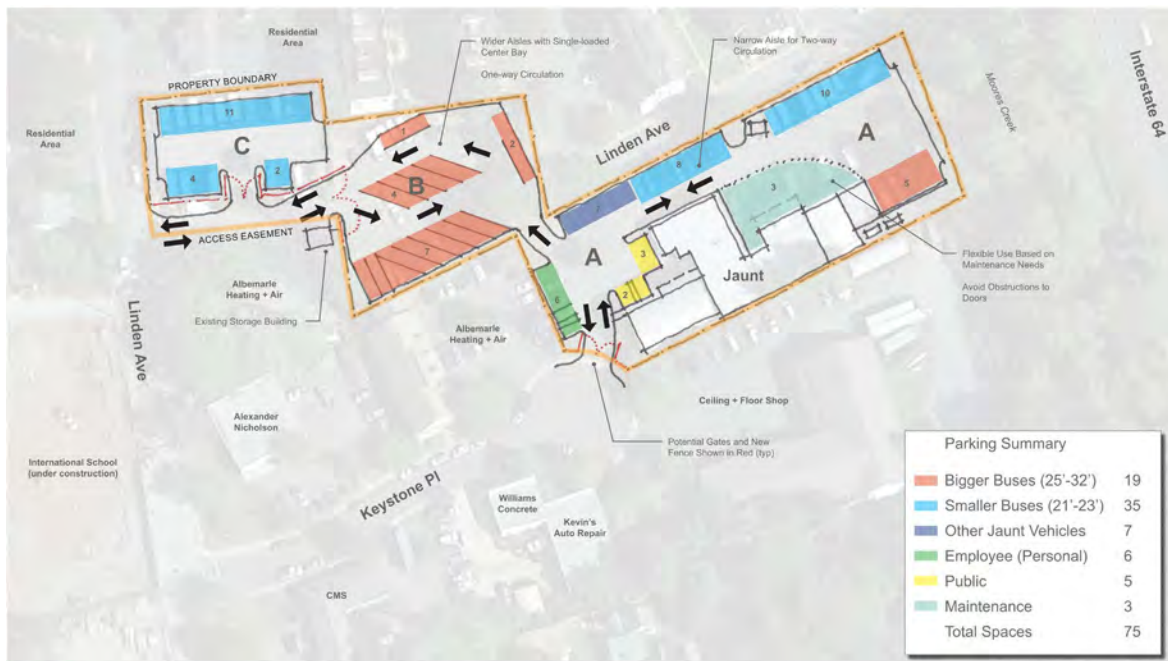 Residential
Area
Wider Aisles with Single-loaded
Center Bay
One-way Circulation
Narrow Aisle for Two-way
Circulation
Interstate 64
Moores Creek
PROPERTY BOUNDARY
Residential
Area
11
C
4
2
1
2
B
4
7
Linden Ave
10
A
8
7
3
5
A
3
2
6
Jaunt
ACCESS EASEMENT
Flexible Use Based on
Maintenance Needs
Avoid Obstructions to
Doors
Albemarle
Heating + Air
Existing Storage Building
Linden Ave
Albemarle
Heating + Air
Ceiling + Floor Shop
Alexander
Nicholson
Potential Gates and New
Fence Shown in Red (typ)
International School
(under construction)
Keystone Pl
Williams
Concrete
Kevin's
Auto Repair
CMS
Parking Summary
Bigger Buses (25'-32') 19
Smaller Buses (21'-23') 35
Other Jaunt Vehicles 7
Employee (Personal) 6
Public 5
Maintenance 3
Total Spaces 75